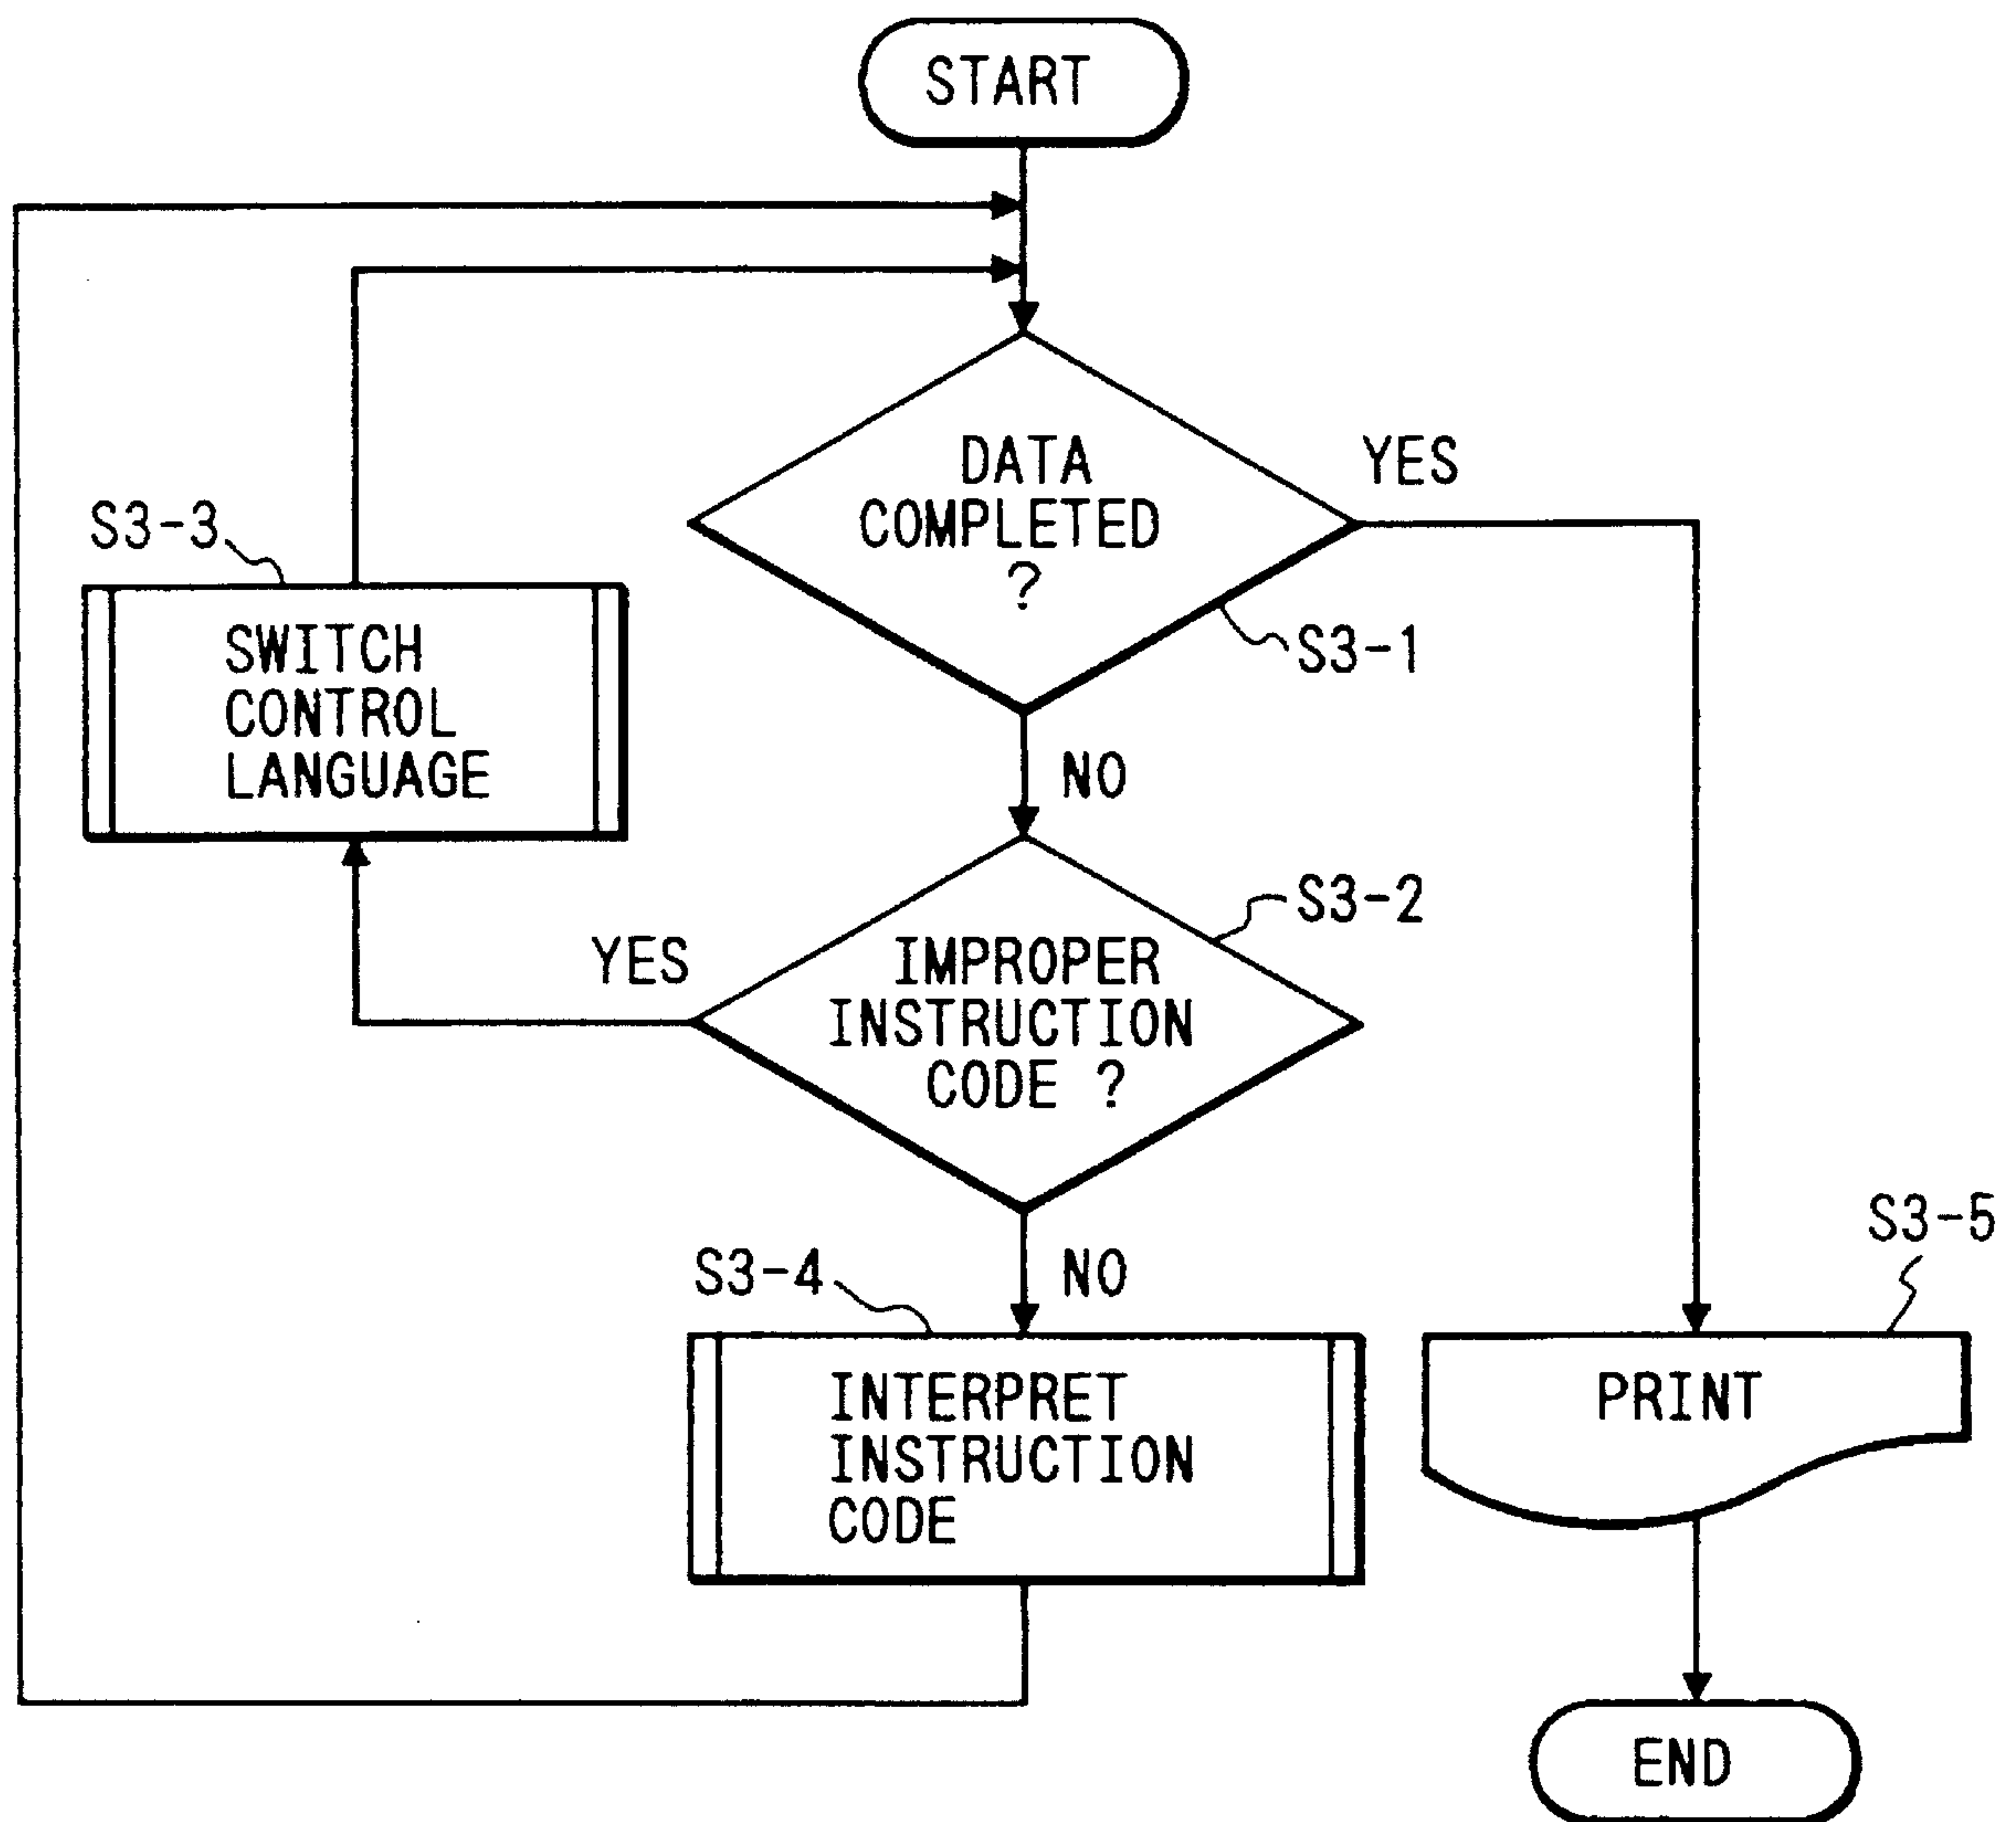 START
DATA
COMPLETED
?
YES
S3-1
S3-3
SWITCH
CONTROL
LANGUAGE
NO
S3-2
YES
IMPROPER
INSTRUCTION
CODE ?
S3-4
NO
INTERPRET
INSTRUCTION
CODE
S3-5
PRINT
END